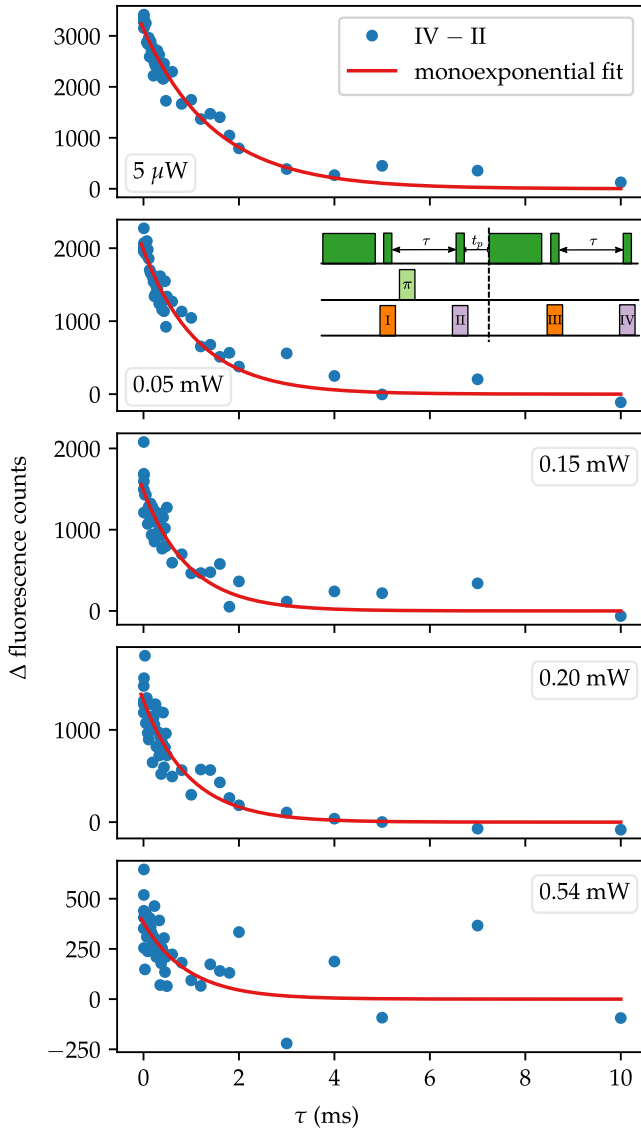 3000
2000
1000
0
IV – II
monoexponential fit
5 μW
2000
1000
0
τ
t_p
τ
π
I
II
III
IV
0.05 mW
2000
1000
0
0.15 mW
Δ fluorescence counts
1000
0
0.20 mW
500
250
0
−250
0.54 mW
0 2 4 6 8 10
τ (ms)